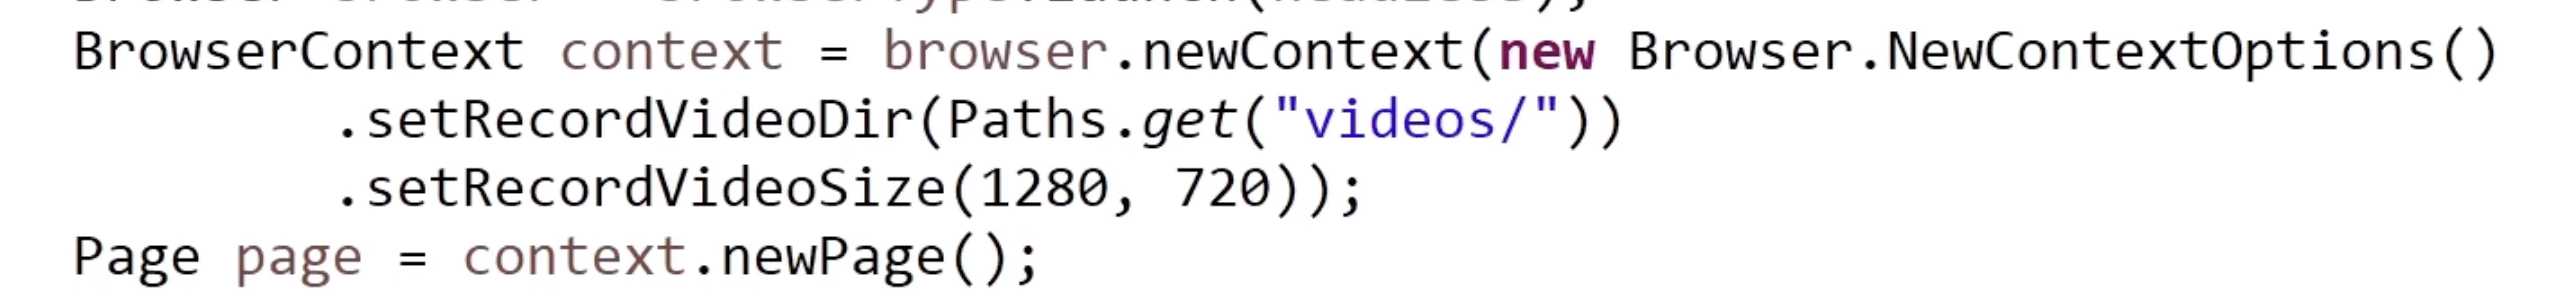 BrowserContext context = browser.newContext(new Browser.NewContextOptions()
.setRecordVideoDir(Paths.get("videos/"))
.setRecordVideoSize(1280, 720));
Page page = context.newPage();